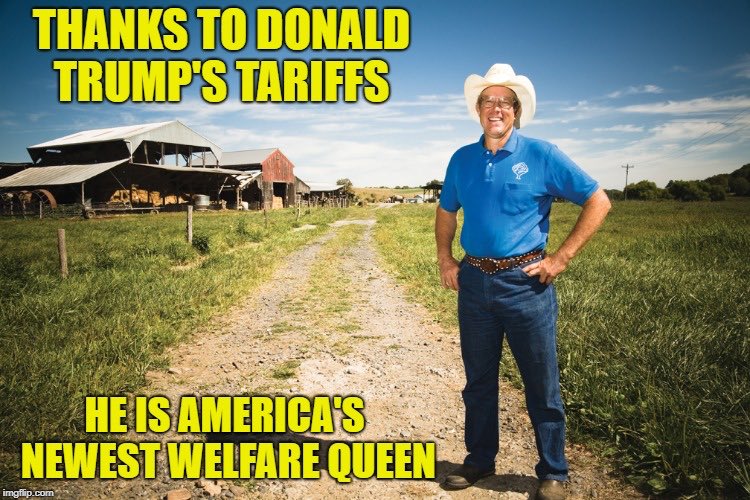 THANKS TO DONALD
TRUMP'S TARIFFS
HE IS AMERICA'S
NEWEST WELFARE QUEEN
imgflip.com